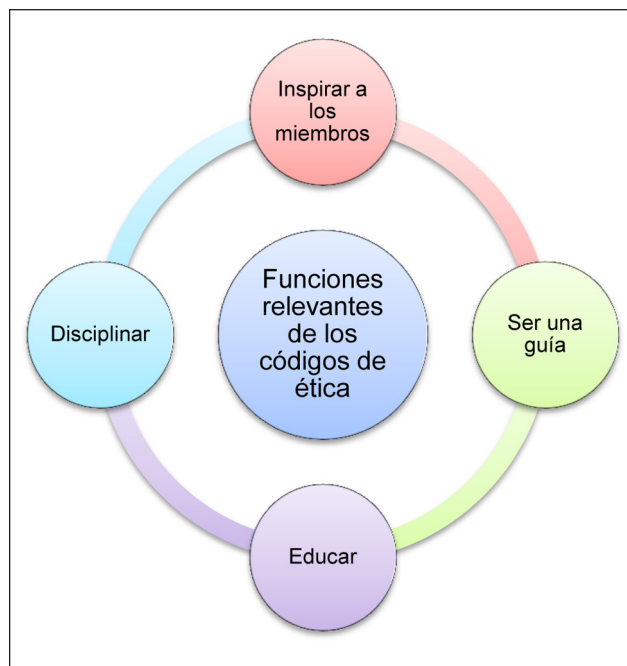 Inspirar a
los
miembros
Funciones
relevantes
de los
códigos de
ética
Disciplinar
Ser una
guía
Educar